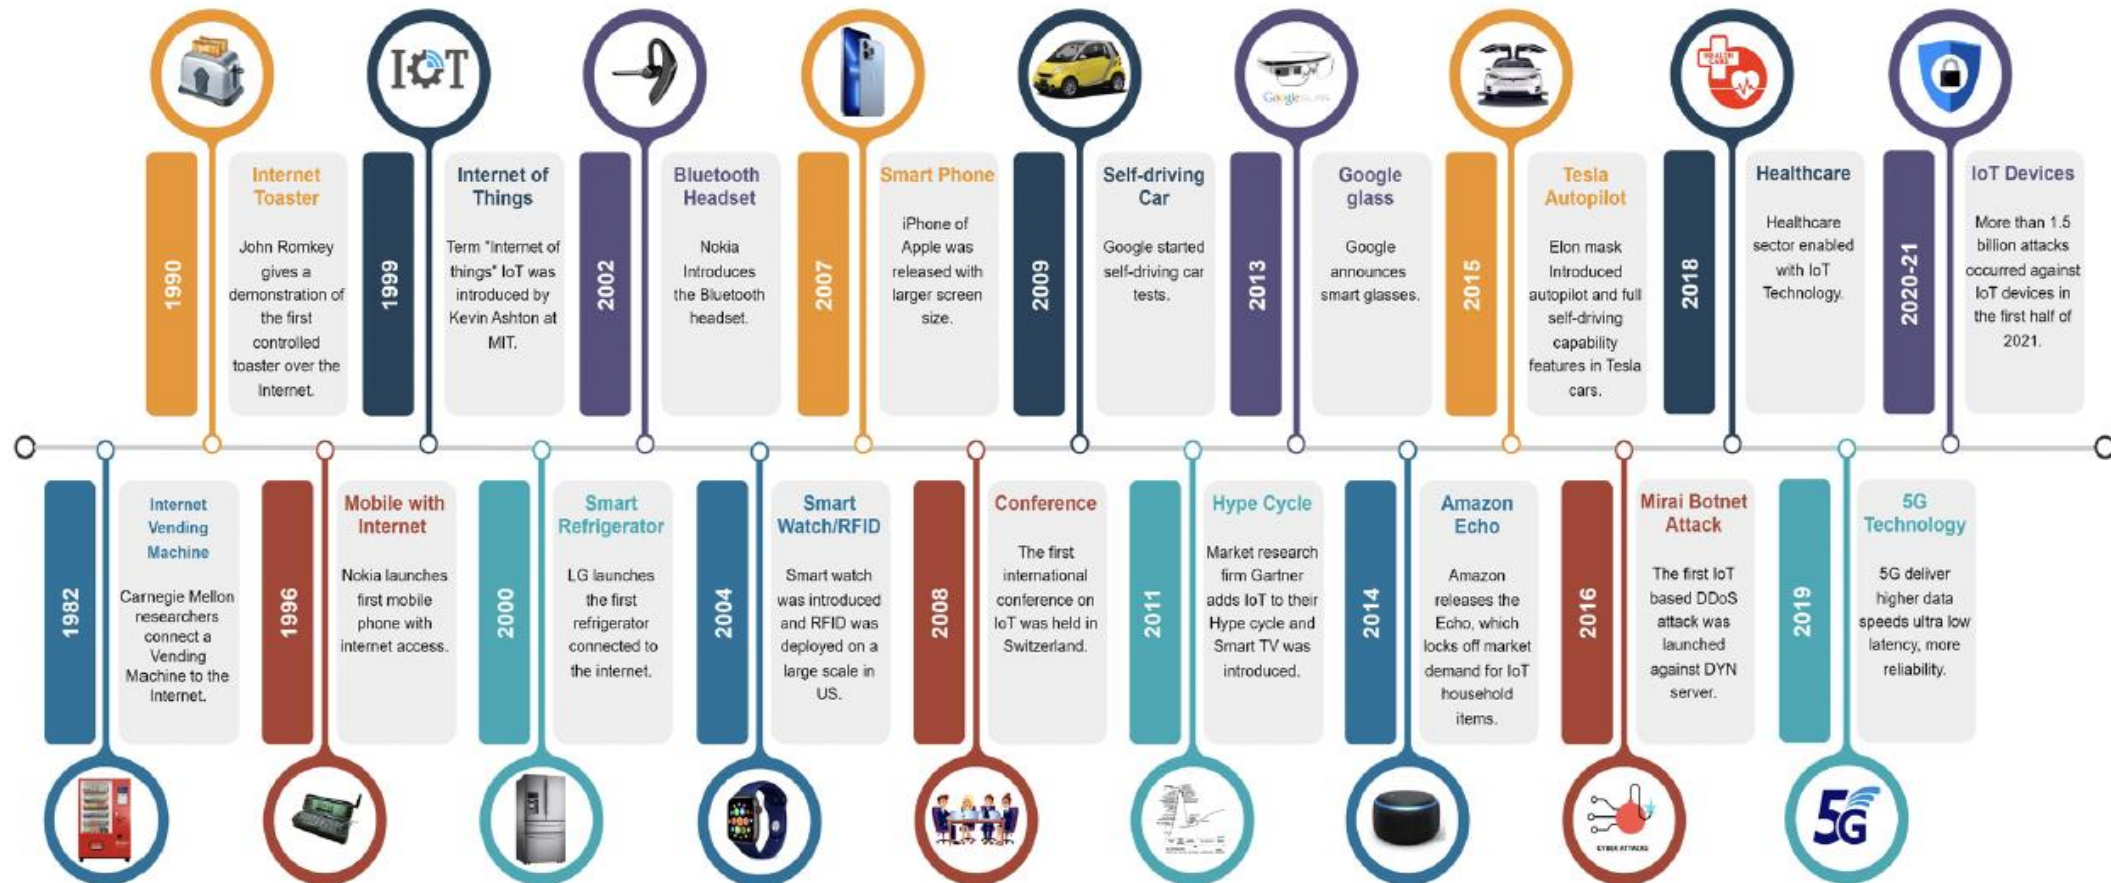 IoT
Google GLASS
HEALTH
CARE
1990
Internet
Toaster
John Romkey
gives a
demonstration of
the first
controlled
toaster over the
Internet.
1999
Internet of
Things
Term "Internet of
things" IoT was
introduced by
Kevin Ashton at
MIT.
2002
Bluetooth
Headset
Nokia
Introduces
the Bluetooth
headset.
2007
Smart Phone
iPhone of
Apple was
released with
larger screen
size.
2009
Self-driving
Car
Google started
self-driving car
tests.
2013
Google
glass
Google
announces
smart glasses.
2015
Tesla
Autopilot
Elon mask
Introduced
autopilot and full
self-driving
capability
features in Tesla
cars.
2018
Healthcare
Healthcare
sector enabled
with IoT
Technology.
2020-21
IoT Devices
More than 1.5
billion attacks
occurred against
IoT devices in
the first half of
2021.
1982
Internet
Vending
Machine
Carnegie Mellon
researchers
connect a
Vending
Machine to the
Internet.
1996
Mobile with
Internet
Nokia launches
first mobile
phone with
internet access.
2000
Smart
Refrigerator
LG launches
the first
refrigerator
connected to
the internet.
2004
Smart
Watch/RFID
Smart watch
was introduced
and RFID was
deployed on a
large scale in
US.
2008
Conference
The first
international
conference on
IoT was held in
Switzerland.
2011
Hype Cycle
Market research
firm Gartner
adds IoT to their
Hype cycle and
Smart TV was
introduced.
2014
Amazon
Echo
Amazon
releases the
Echo, which
locks off market
demand for IoT
household
items.
2016
Mirai Botnet
Attack
The first IoT
based DDoS
attack was
launched
against DYN
server.
2019
5G
Technology
5G deliver
higher data
speeds ultra low
latency, more
reliability.
CYBER ATTACKS
5G